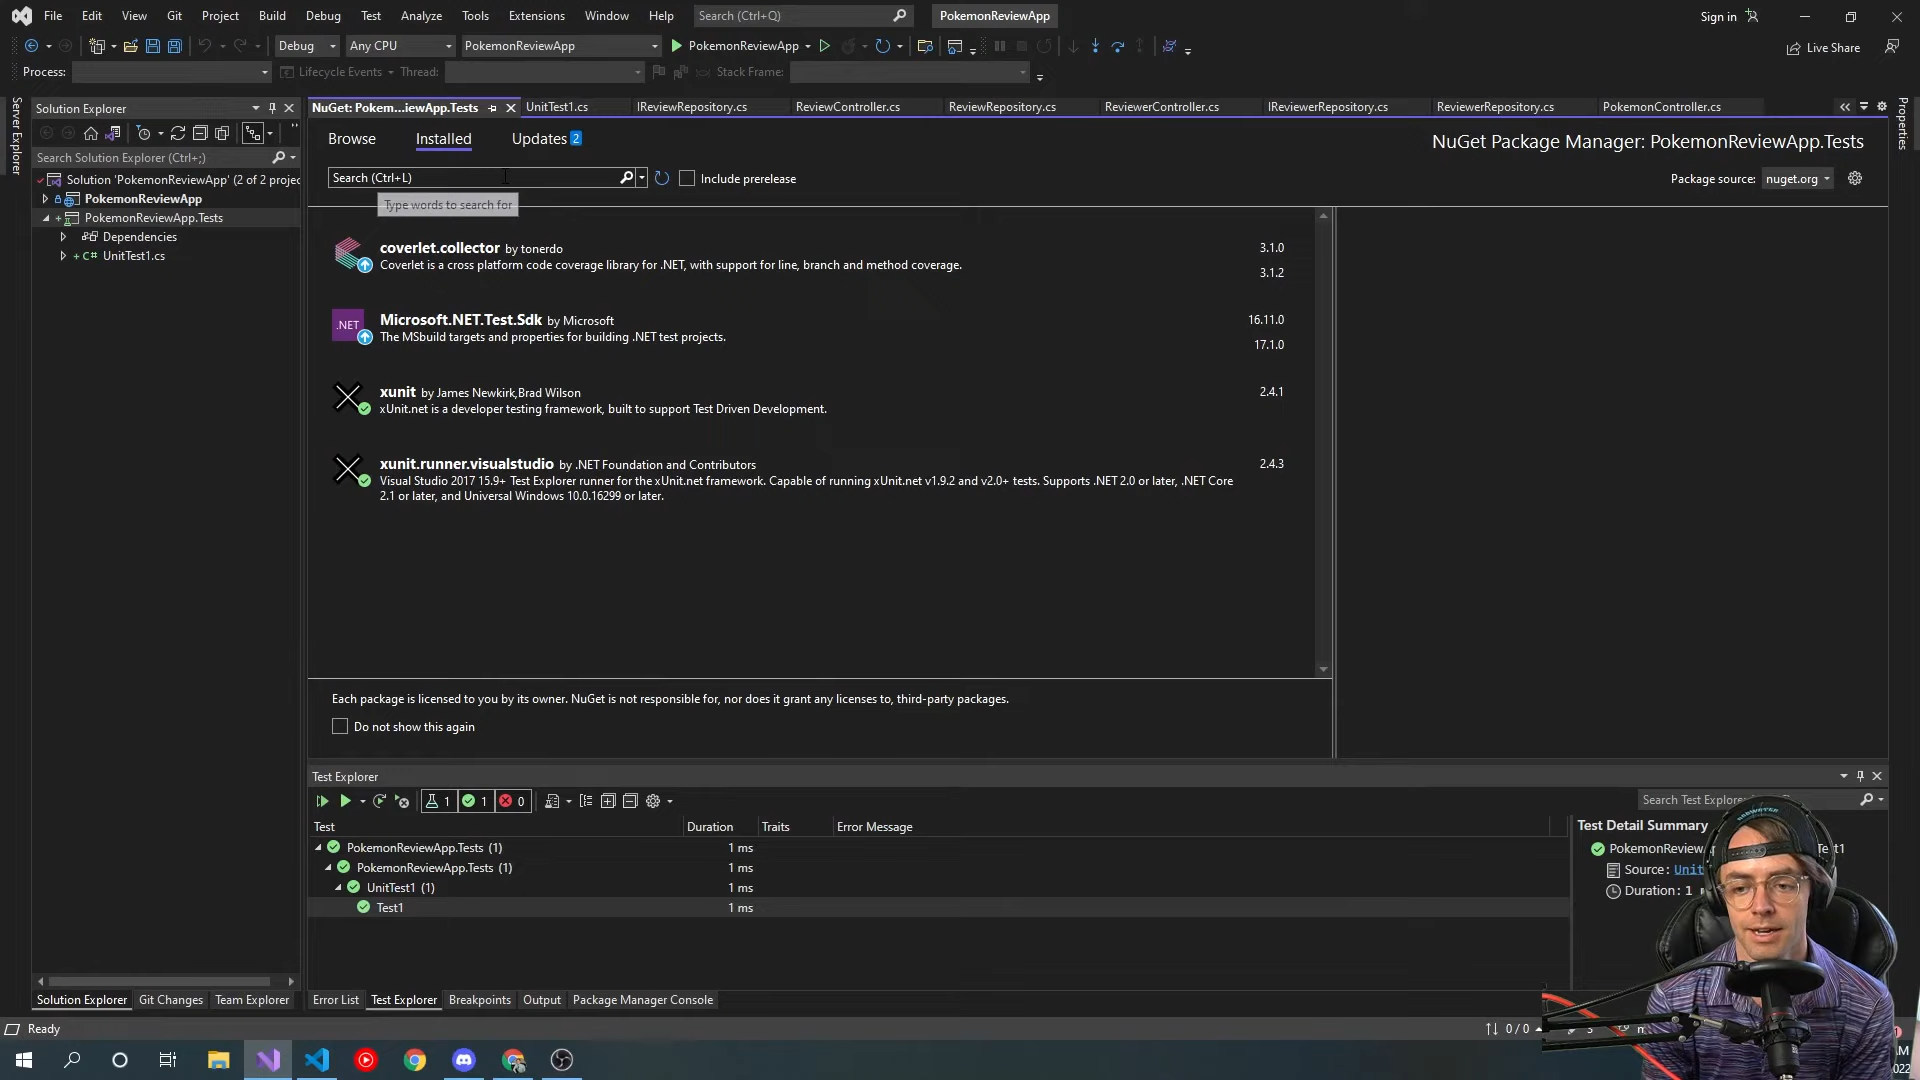 File Edit View Git Project Build Debug Test Analyze Tools Extensions Window Help Search (Ctrl+Q) PokemonReviewApp Sign in
Debug Any CPU PokemonReviewApp PokemonReviewApp Live Share
Process: Lifecycle Events Thread: Stack Frame:
Server Explorer
Solution Explorer
Search Solution Explorer (Ctrl+;)
Solution 'PokemonReviewApp' (2 of 2 projec
PokemonReviewApp
PokemonReviewApp.Tests
Dependencies
C# UnitTest1.cs
NuGet: Pokem...iewApp.Tests UnitTest1.cs IReviewRepository.cs ReviewController.cs ReviewRepository.cs ReviewerController.cs IReviewerRepository.cs ReviewerRepository.cs PokemonController.cs
Properties
Browse Installed Updates 2
NuGet Package Manager: PokemonReviewApp.Tests
Search (Ctrl+L) Include prerelease
Package source: nuget.org
Type words to search for
coverlet.collector by tonerdo 3.1.0
Coverlet is a cross platform code coverage library for .NET, with support for line, branch and method coverage.
3.1.2
.NET
Microsoft.NET.Test.Sdk by Microsoft 16.11.0
The MSbuild targets and properties for building .NET test projects.
17.1.0
xunit by James Newkirk,Brad Wilson 2.4.1
xUnit.net is a developer testing framework, built to support Test Driven Development.
xunit.runner.visualstudio by .NET Foundation and Contributors 2.4.3
Visual Studio 2017 15.9+ Test Explorer runner for the xUnit.net framework. Capable of running xUnit.net v1.9.2 and v2.0+ tests. Supports .NET 2.0 or later, .NET Core
2.1 or later, and Universal Windows 10.0.16299 or later.
Each package is licensed to you by its owner. NuGet is not responsible for, nor does it grant any licenses to, third-party packages.
Do not show this again
Test Explorer
1 1 0
Search Test Explorer
Test Duration Traits Error Message
PokemonReviewApp.Tests (1) 1 ms
PokemonReviewApp.Tests (1) 1 ms
UnitTest1 (1) 1 ms
Test1 1 ms
Test Detail Summary
PokemonReviewAp
Source: Unit
Duration: 1
Solution Explorer Git Changes Team Explorer
Error List Test Explorer Breakpoints Output Package Manager Console
Ready
0 / 0